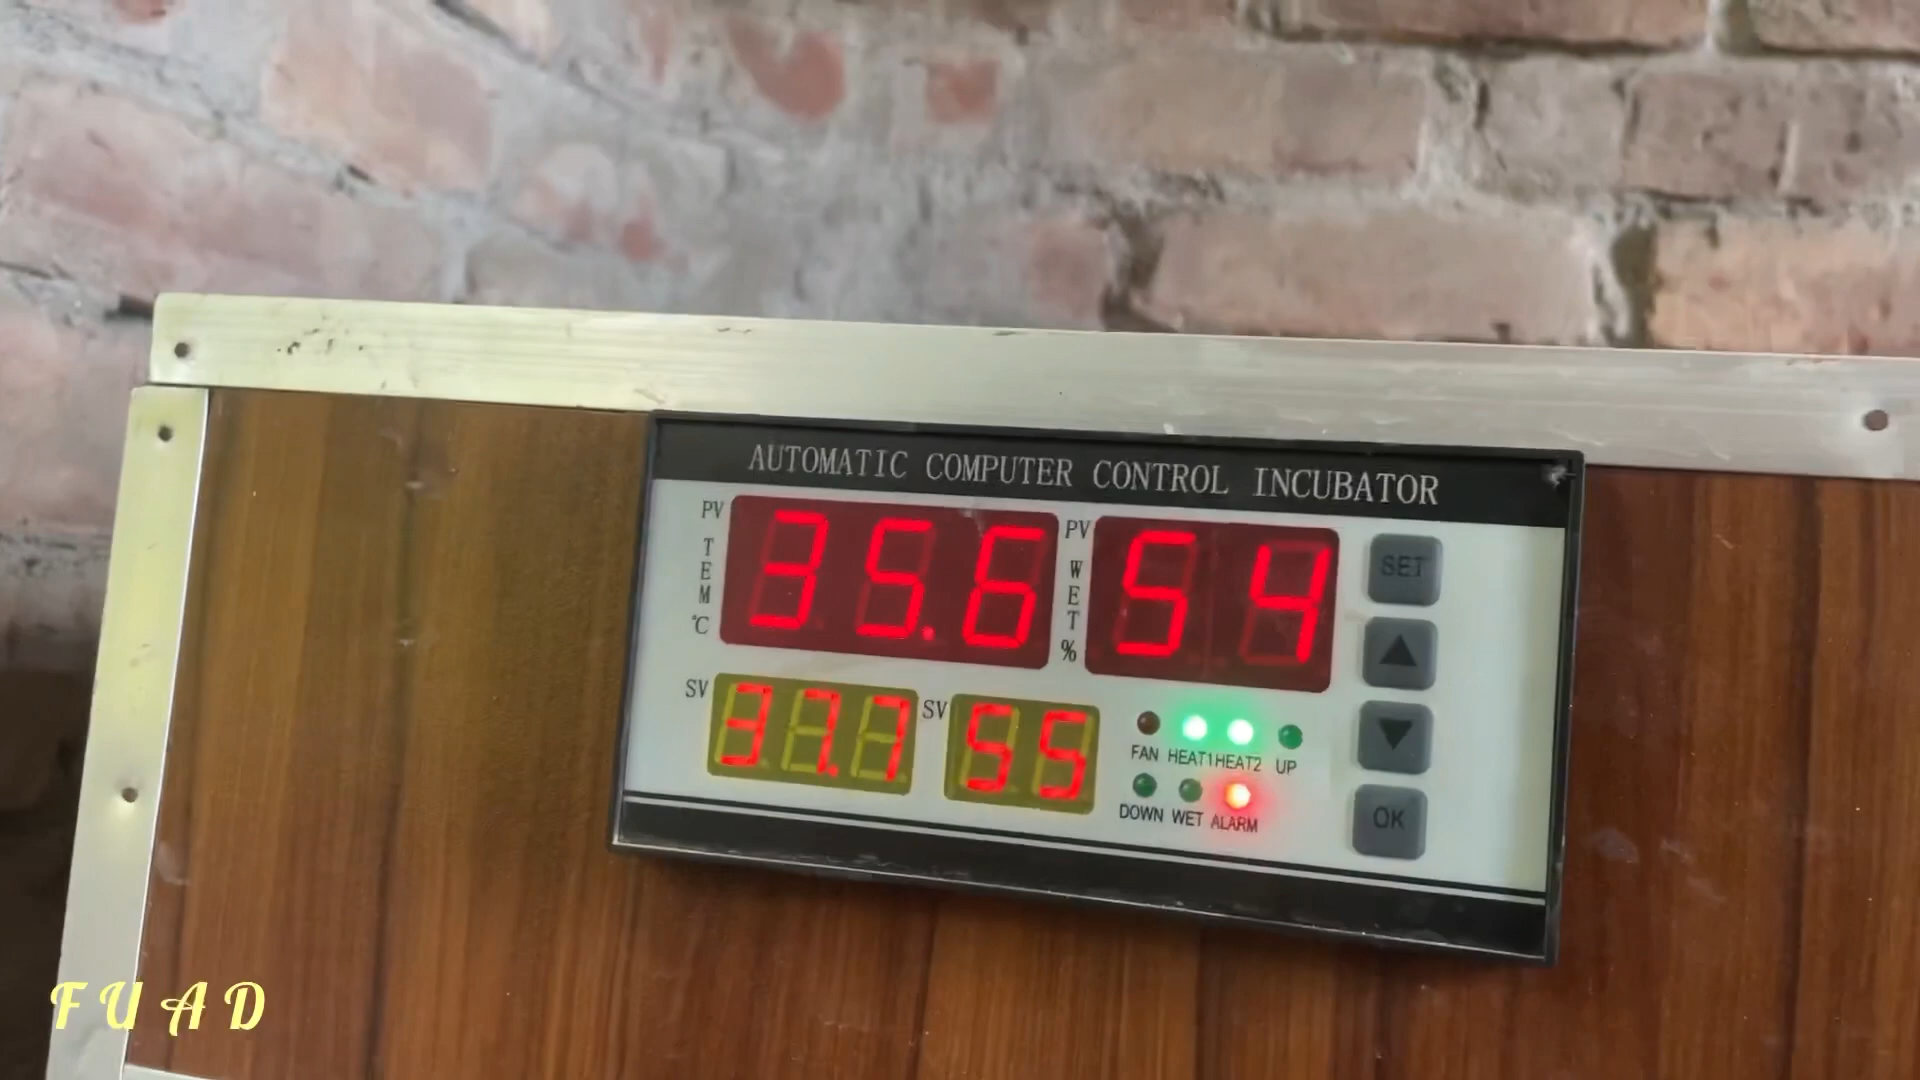 AUTOMATIC COMPUTER CONTROL INCUBATOR
PV TEM ℃ 35.6 PV WET % 54
SET
SV 37.7 SV 55
FAN HEAT1 HEAT2 UP
DOWN WET ALARM
OK
FUAD